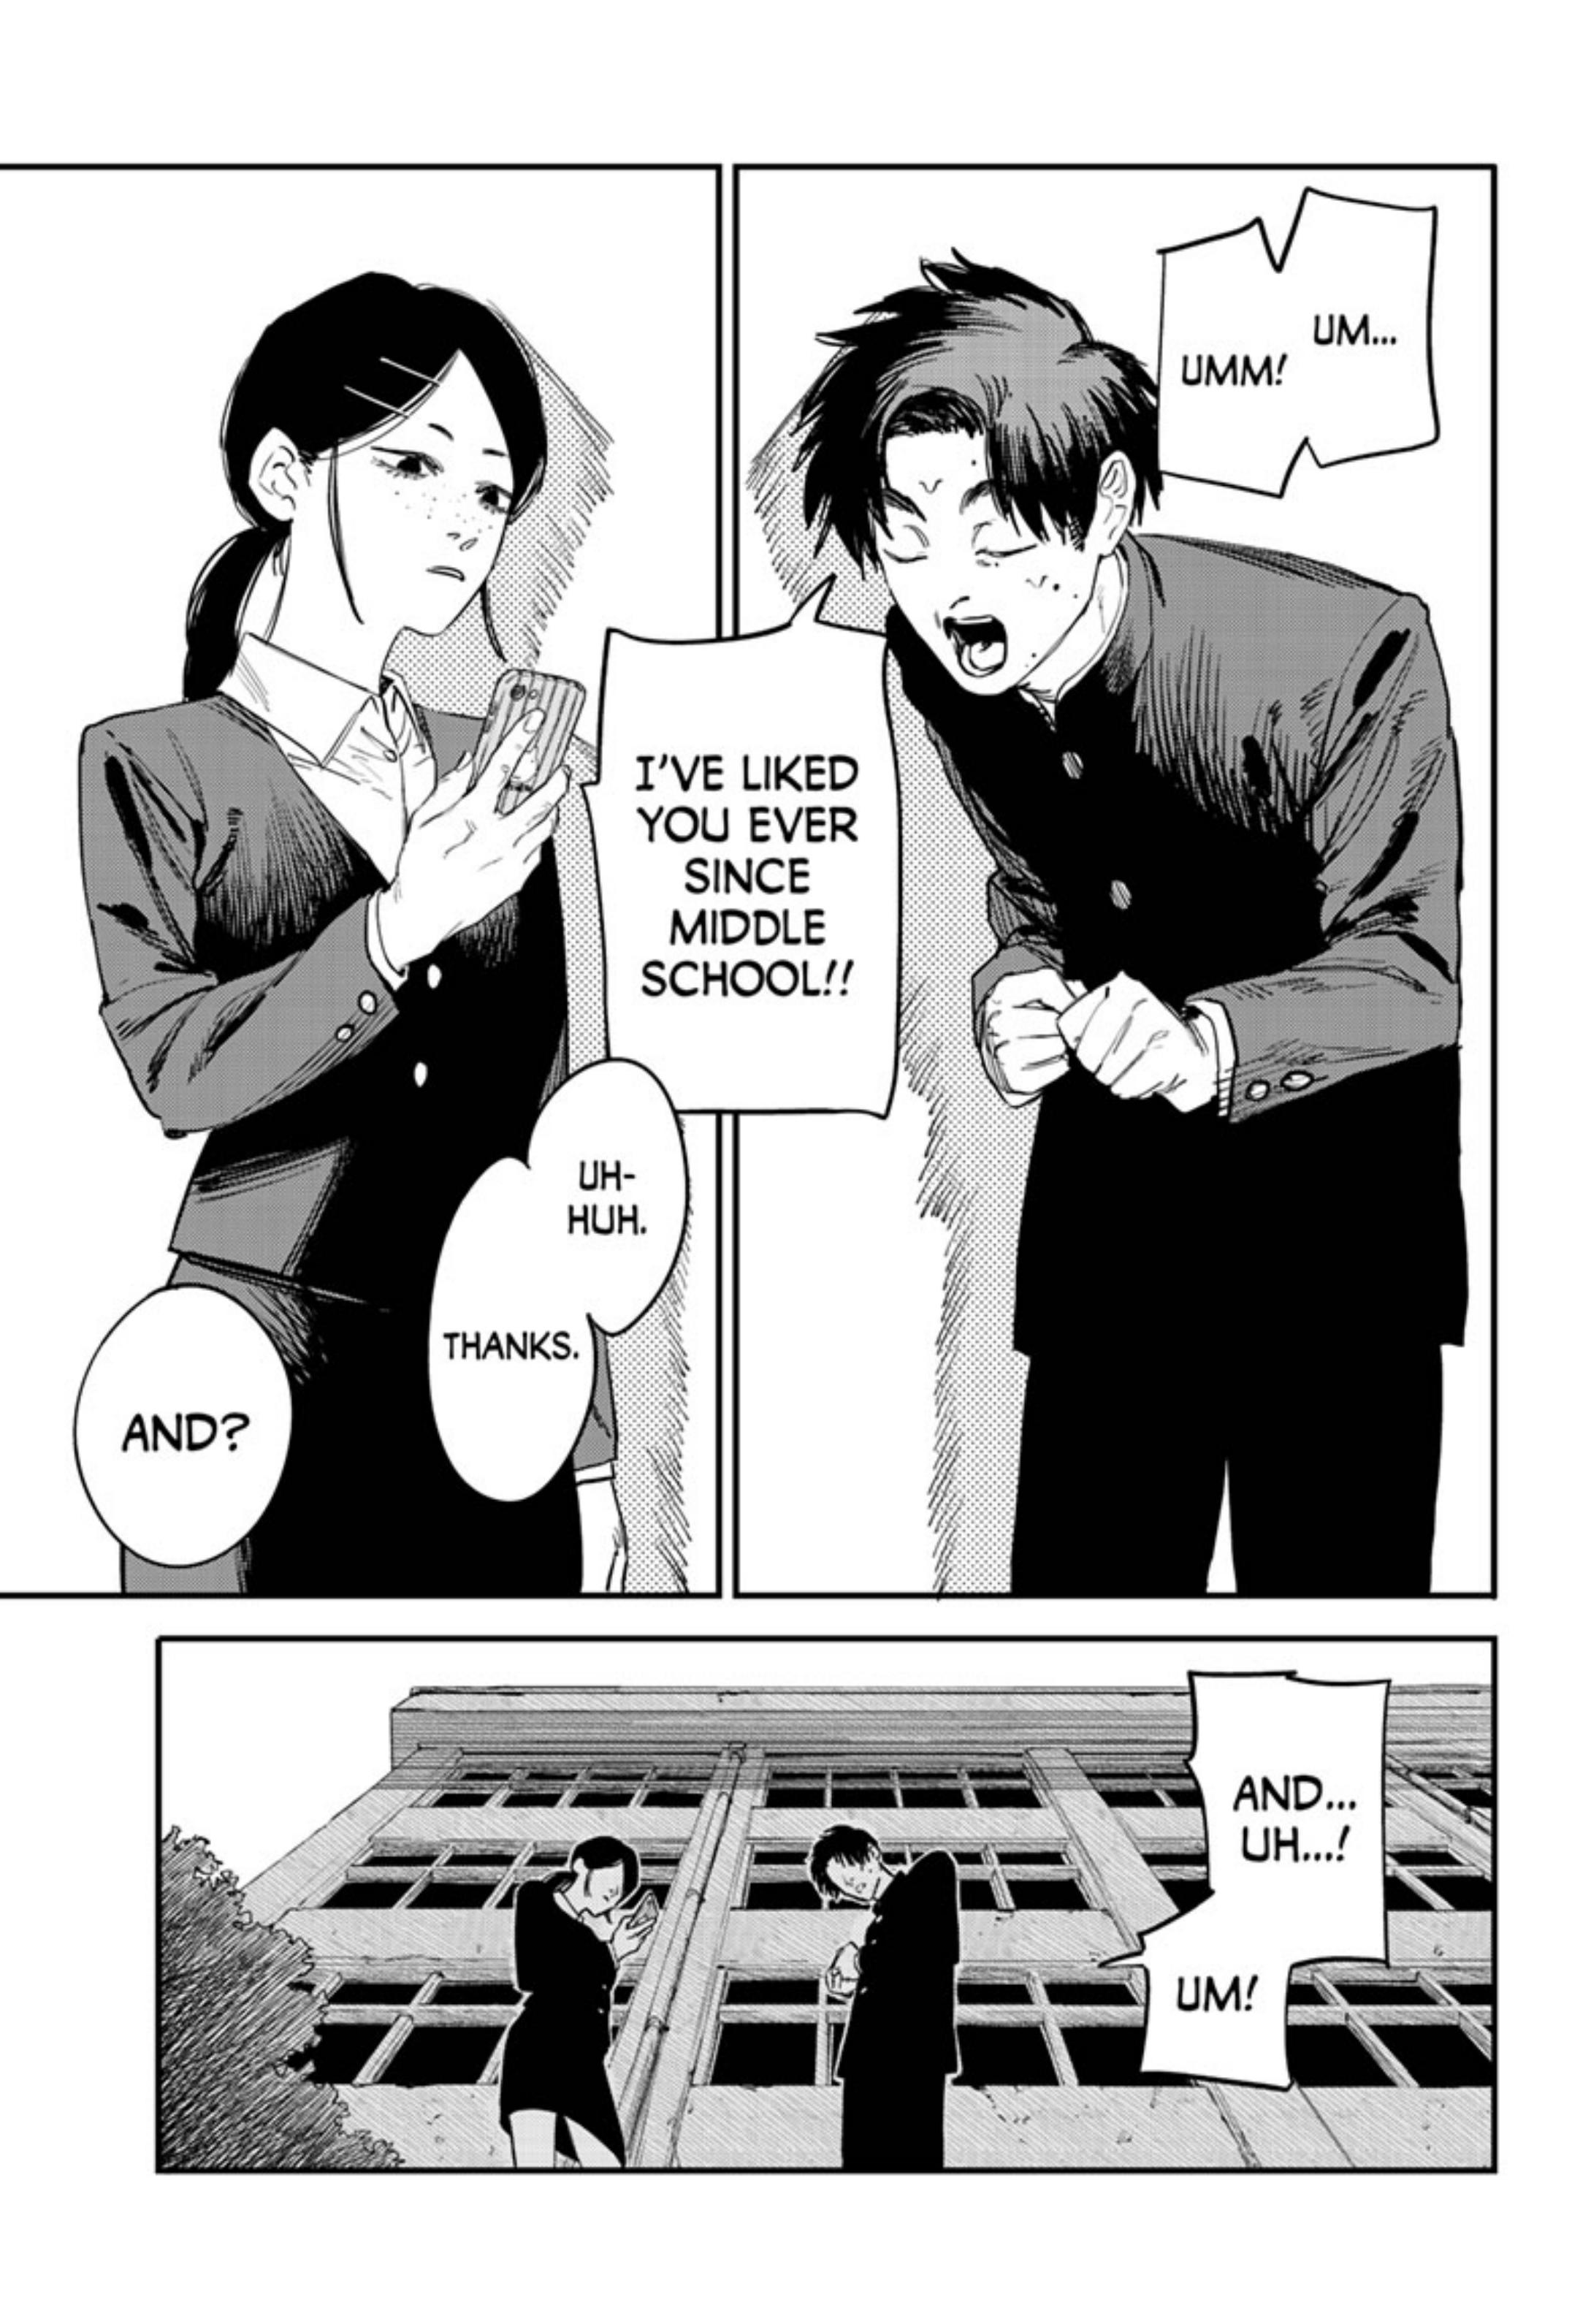 UM...
UMM!
I'VE LIKED
YOU EVER
SINCE
MIDDLE
SCHOOL!!
UH-
HUH.
THANKS.
AND?
AND...
UH...!
UM!